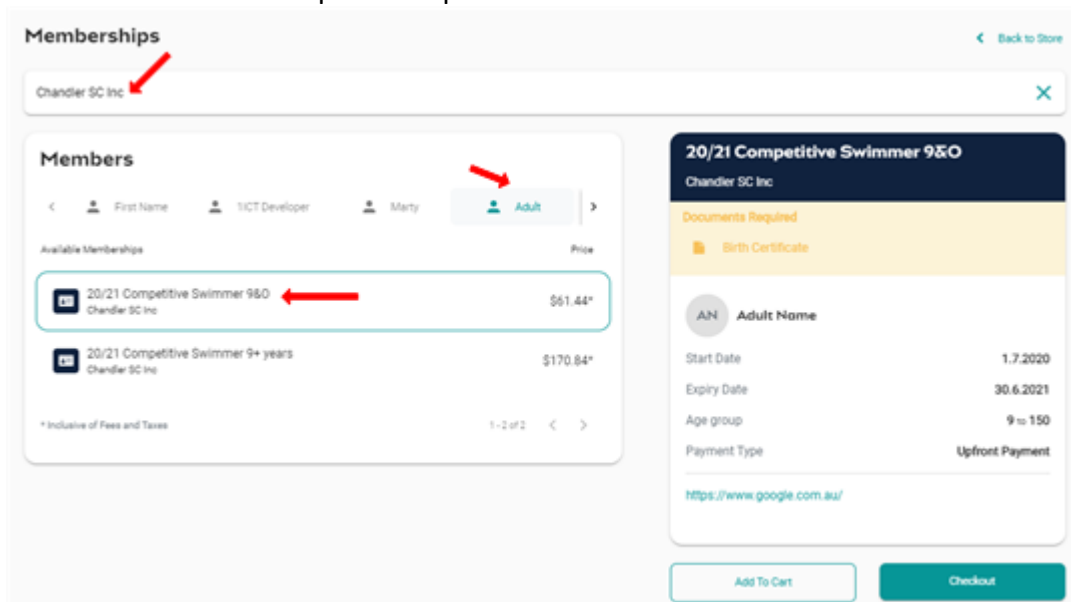 Memberships
Back to Store
Chandler SC Inc
Members
First Name
1ICT Developer
Marty
Adult
Available Memberships
Price
20/21 Competitive Swimmer 9&O
$61.44*
Chandler SC Inc
20/21 Competitive Swimmer 9+ years
$170.84*
Chandler SC Inc
* Inclusive of Fees and Taxes
1 - 2 of 2
20/21 Competitive Swimmer 9&O
Chandler SC Inc
Documents Required
Birth Certificate
AN
Adult Name
Start Date
1.7.2020
Expiry Date
30.6.2021
Age group
9 to 150
Payment Type
Upfront Payment
https://www.google.com.au/
Add To Cart
Checkout